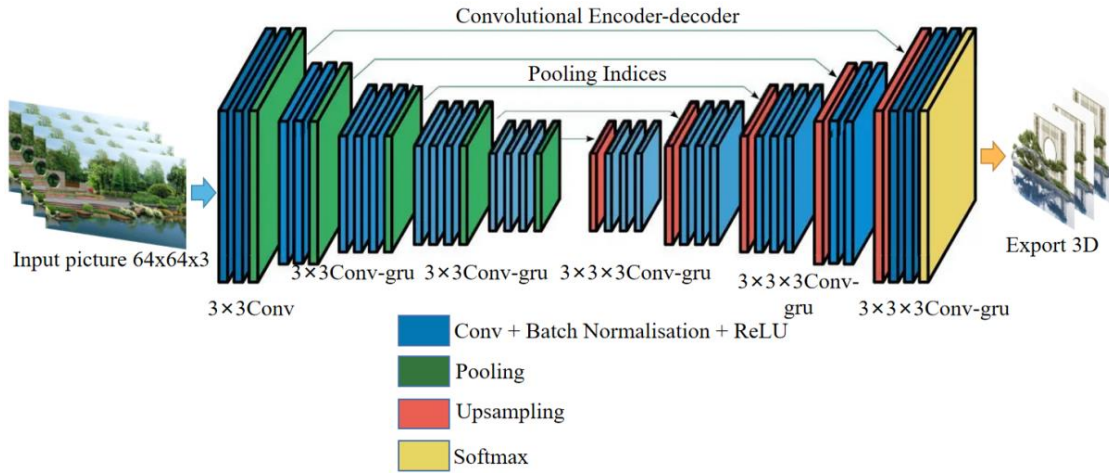 Convolutional Encoder-decoder
Pooling Indices
Input picture 64x64x3
Export 3D
3×3Conv
3×3Conv-gru
3×3Conv-gru
3×3×3Conv-gru
3×3×3Conv-
gru
3×3×3Conv-gru
Conv + Batch Normalisation + ReLU
Pooling
Upsampling
Softmax